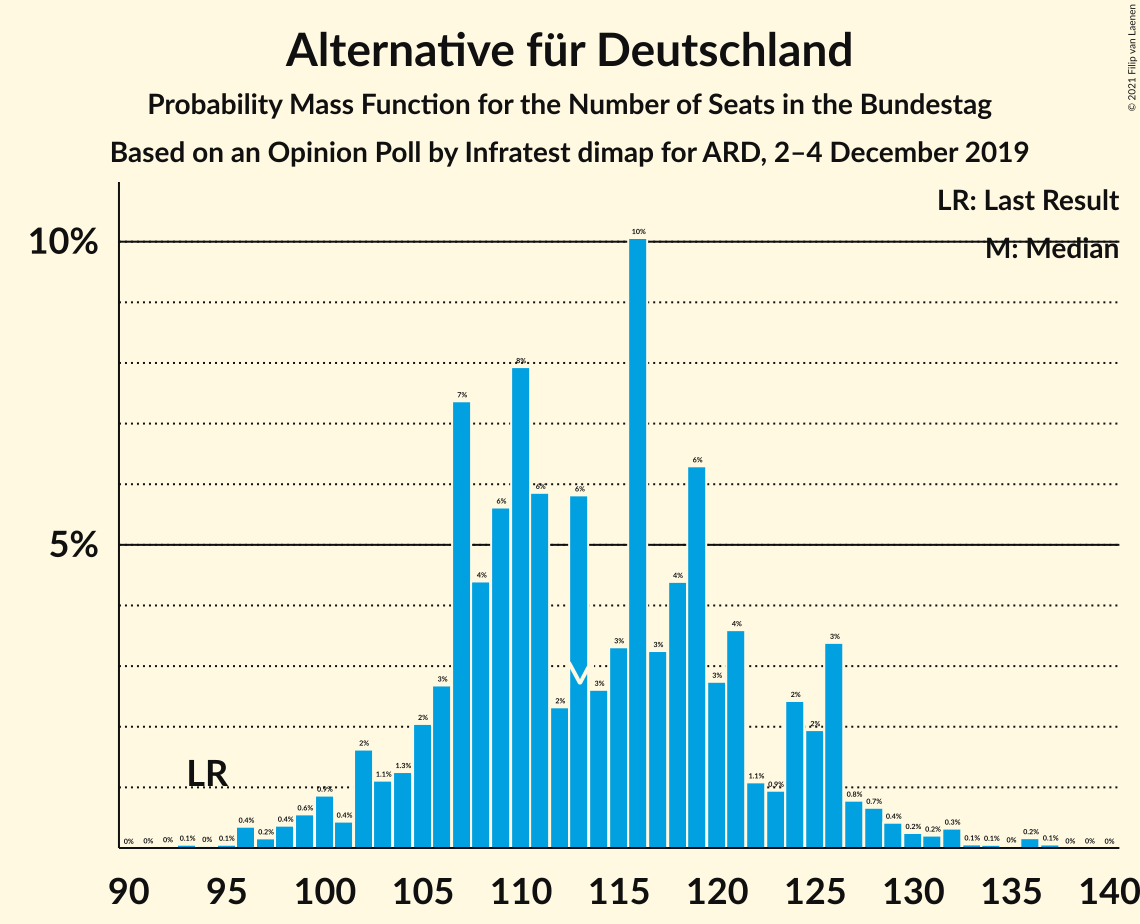 Alternative für Deutschland
Probability Mass Function for the Number of Seats in the Bundestag
Based on an Opinion Poll by Infratest dimap for ARD, 2–4 December 2019
© 2021 Filip van Laenen
LR: Last Result
M: Median
10%
5%
LR
M
0% 0% 0% 0.1% 0% 0.1% 0.4% 0.2% 0.4% 0.6% 0.9% 0.4% 2% 1.1% 1.3% 2% 3% 7% 4% 6% 8% 6% 2% 6% 3% 3% 10% 3% 4% 6% 3% 4% 1.1% 0.9% 2% 2% 3% 0.8% 0.7% 0.4% 0.2% 0.2% 0.3% 0.1% 0.1% 0% 0.2% 0.1% 0% 0% 0%
90 95 100 105 110 115 120 125 130 135 140